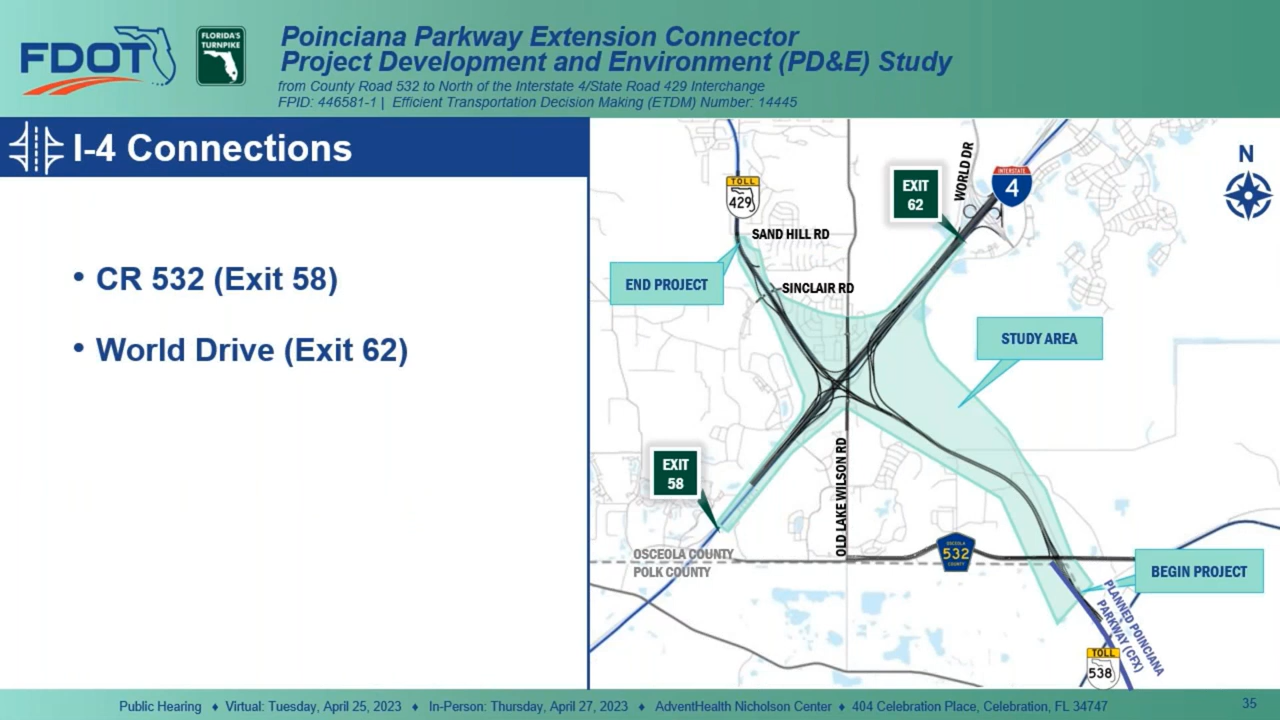 FDOT
FLORIDA'S
TURNPIKE
Poinciana Parkway Extension Connector
Project Development and Environment (PD&E) Study
from County Road 532 to North of the Interstate 4/State Road 429 Interchange
FPID: 446581-1 | Efficient Transportation Decision Making (ETDM) Number: 14445
I-4 Connections
• CR 532 (Exit 58)
• World Drive (Exit 62)
N
WORLD DR
INTERSTATE
4
EXIT
62
TOLL
429
SAND HILL RD
END PROJECT
SINCLAIR RD
STUDY AREA
EXIT
58
OLD LAKE WILSON RD
OSCEOLA COUNTY
POLK COUNTY
OSCEOLA
532
COUNTY
BEGIN PROJECT
PLANNED POINCIANA
PARKWAY (CFX)
TOLL
538
Public Hearing ♦ Virtual: Tuesday, April 25, 2023 ♦ In-Person: Thursday, April 27, 2023 ♦ AdventHealth Nicholson Center ♦ 404 Celebration Place, Celebration, FL 34747
35